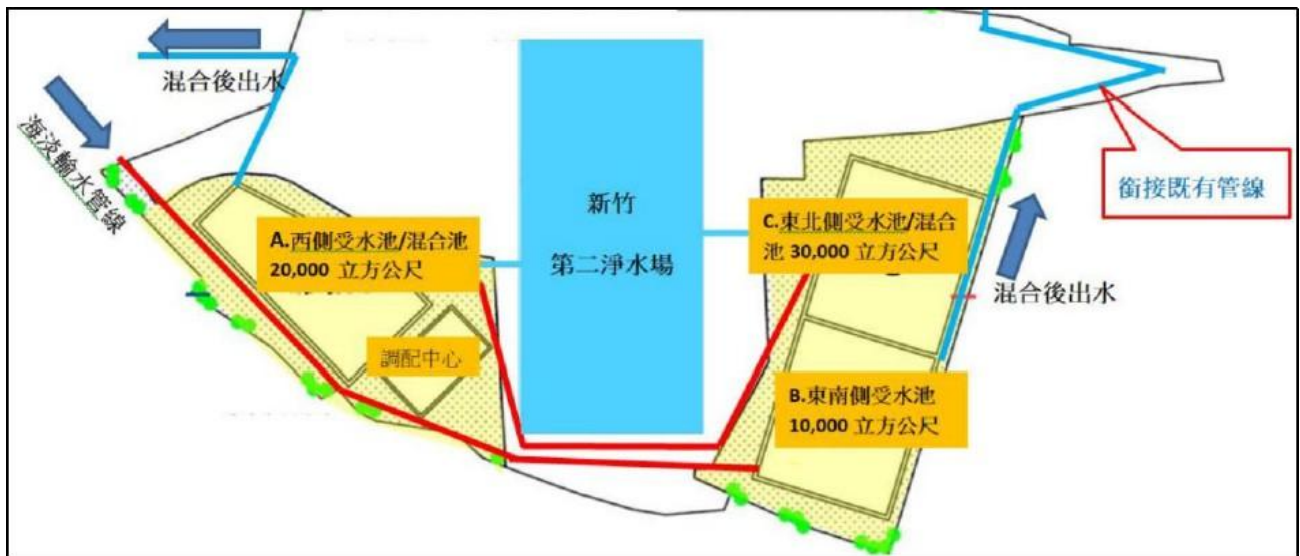 混合後出水
海淡輸水管線
新竹
第二淨水場
A.西側受水池/混合池
20,000 立方公尺
調配中心
C.東北側受水池/混合
池 30,000 立方公尺
銜接既有管線
混合後出水
B.東南側受水池
10,000 立方公尺